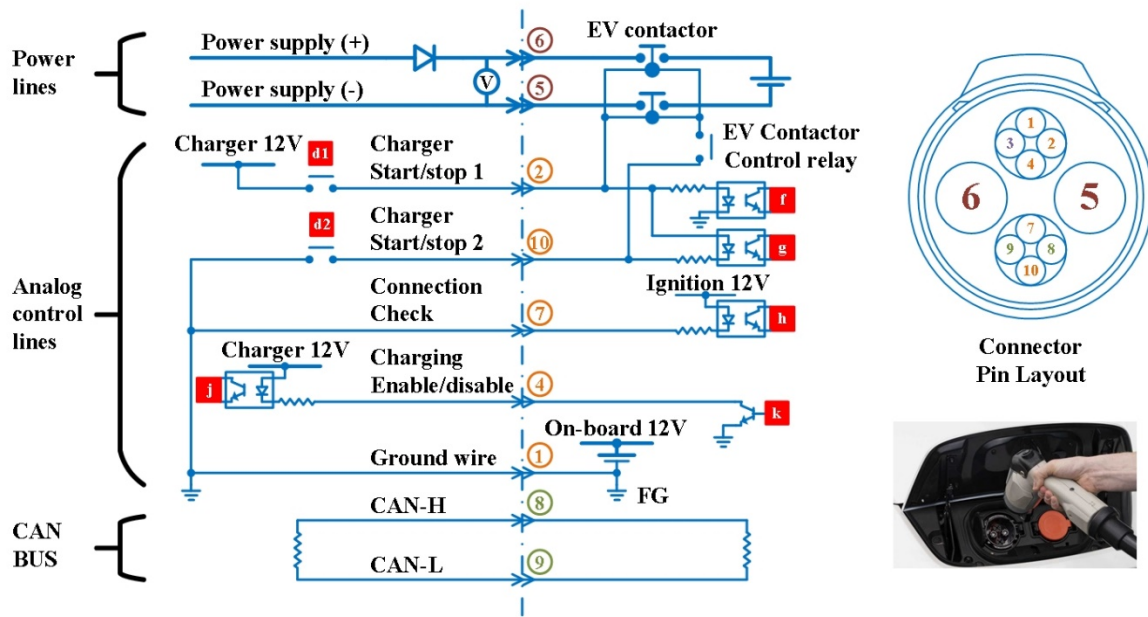 Power
lines
Power supply (+)
Power supply (-)
V
6
5
EV contactor
EV Contactor
Control relay
Analog
control
lines
Charger 12V
d1
Charger
Start/stop 1
2
f
d2
Charger
Start/stop 2
10
g
Connection
Check
7
Ignition 12V
h
Charger 12V
j
Charging
Enable/disable
4
k
On-board 12V
Ground wire
1
FG
CAN
BUS
CAN-H
8
CAN-L
9
1
3
2
4
6
5
7
9
8
10
Connector
Pin Layout